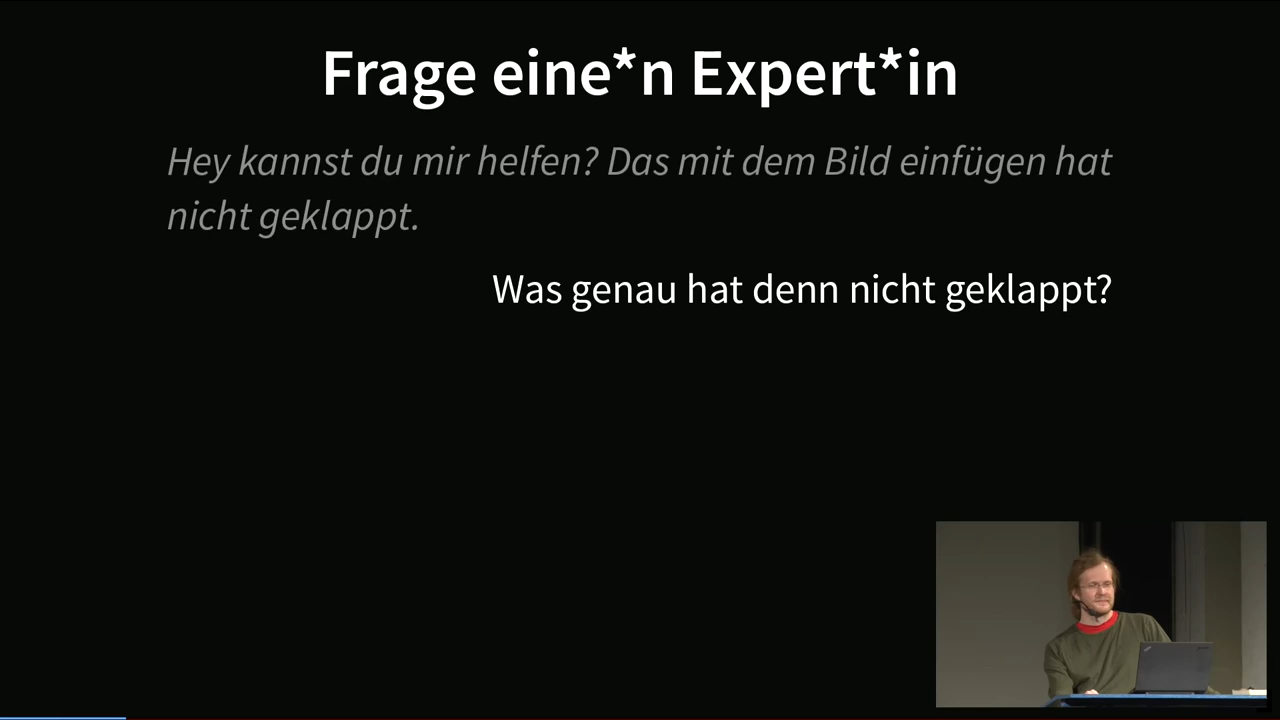 Frage eine*n Expert*in
Hey kannst du mir helfen? Das mit dem Bild einfügen hat
nicht geklappt.
Was genau hat denn nicht geklappt?